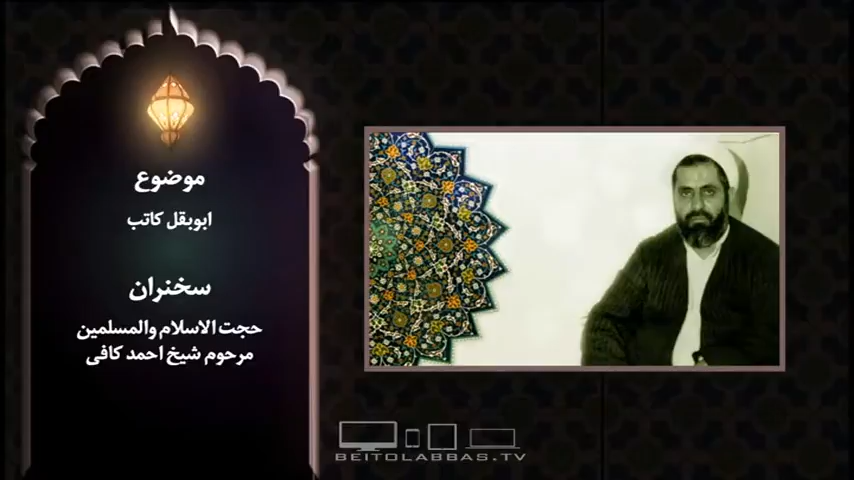 موضوع
ابوبقل کاتب
سخنران
حجت الاسلام والمسلمین
مرحوم شیخ احمد کافی
BEITOLABBAS.TV